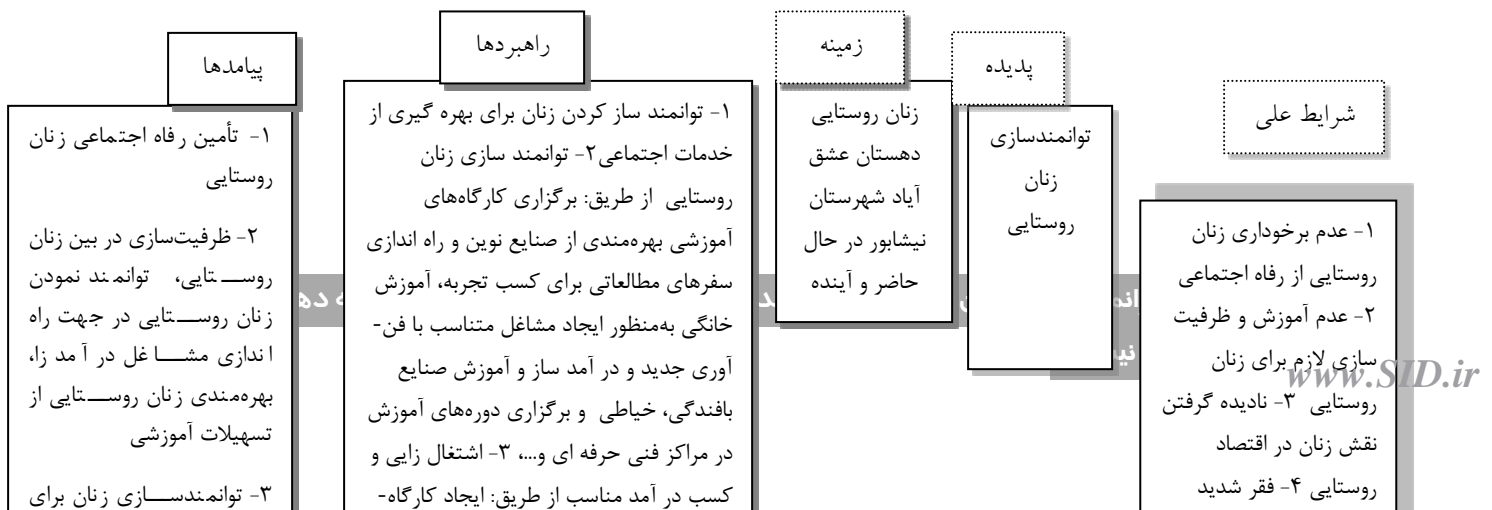 شرایط علی
۱- عدم برخوداری زنان
روستایی از رفاه اجتماعی
۲- عدم آموزش و ظرفیت
سازی لازم برای زنان
روستایی ۳- نادیده گرفتن
نقش زنان در اقتصاد
روستایی ۴- فقر شدید
پدیده
توانمندسازی
زنان
روستایی
زمینه
زنان روستایی
دهستان عشق
آیاد شهرستان
نیشابور در حال
حاضر و آینده
راهبردها
۱- توانمند ساز کردن زنان برای بهره گیری از
خدمات اجتماعی۲- توانمند سازی زنان
روستایی از طریق: برگزاری کارگاه‌های
آموزشی بهره‌مندی از صنایع نوین و راه اندازی
سفرهای مطالعاتی برای کسب تجربه، آموزش
خانگی به‌منظور ایجاد مشاغل متناسب با فن-
آوری جدید و در آمد ساز و آموزش صنایع
بافندگی، خیاطی و برگزاری دوره‌های آموزش
در مراکز فنی حرفه ای و...، ۳- اشتغال زایی و
کسب در آمد مناسب از طریق: ایجاد کارگاه-
پیامدها
۱- تأمین رفاه اجتماعی زنان
روستایی
۲- ظرفیت‌سازی در بین زنان
روستایی، توانمند نمودن
زنان روستایی در جهت راه
اندازی مشاغل در آمد زا،
بهره‌مندی زنان روستایی از
تسهیلات آموزشی
۳- توانمندسازی زنان برای
www.SID.ir